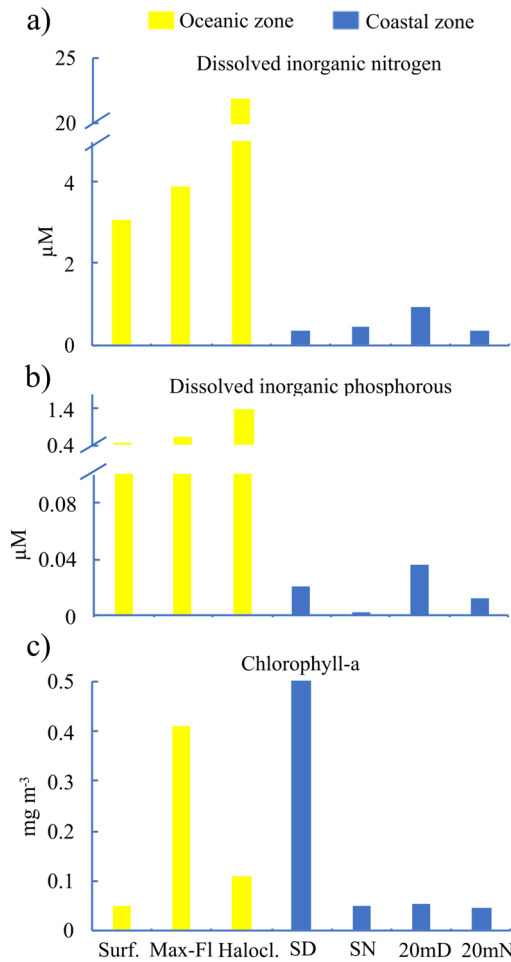 a)
Oceanic zone
Coastal zone
Dissolved inorganic nitrogen
25
20
4
2
0
µM
b)
Dissolved inorganic phosphorous
1.4
0.4
0.08
0.04
0
µM
c)
Chlorophyll-a
0.5
0.4
0.3
0.2
0.1
0
mg m-3
Surf. Max-Fl Halocl. SD SN 20mD 20mN